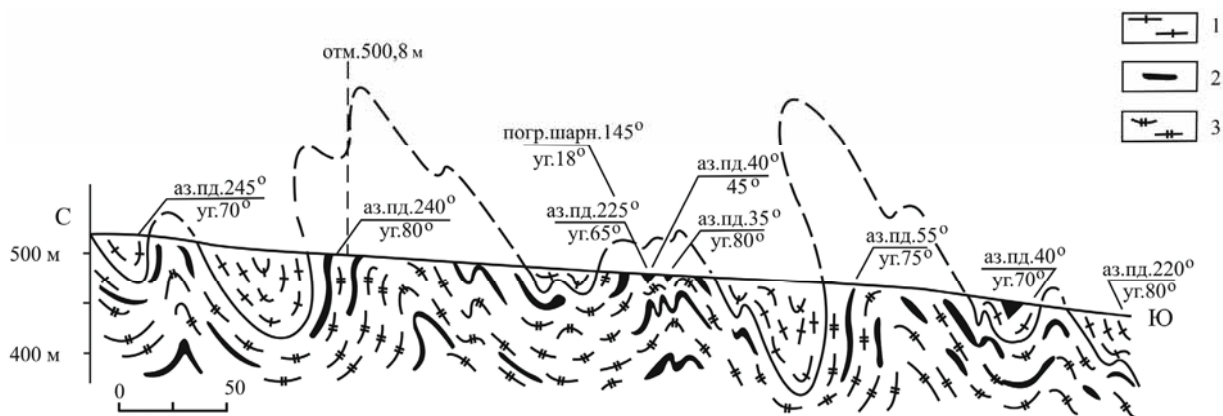 отм.500,8 м
1
2
3
погр.шарн.145°
уг.18°
аз.пд.40°
45°
аз.пд.245°
уг.70°
С
аз.пд.240°
уг.80°
аз.пд.225°
уг.65°
аз.пд.35°
уг.80°
аз.пд.55°
уг.75°
аз.пд.40°
уг.70°
аз.пд.220°
уг.80°
500 м
Ю
400 м
0
50